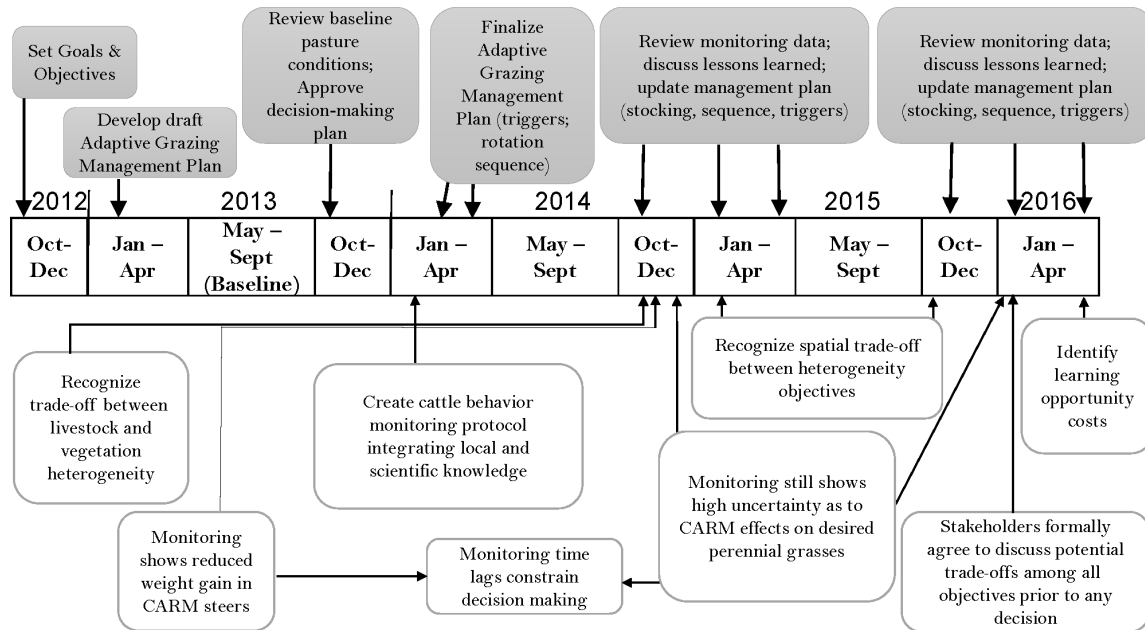 Set Goals &
Objectives
Develop draft
Adaptive Grazing
Management Plan
Review baseline
pasture
conditions;
Approve
decision-making
plan
Finalize
Adaptive
Grazing
Management
Plan (triggers;
rotation
sequence)
Review monitoring data;
discuss lessons learned;
update management plan
(stocking, sequence, triggers)
Review monitoring data;
discuss lessons learned;
update management plan
(stocking, sequence, triggers)
2012
2013
2014
2015
2016
Oct-
Dec
Jan –
Apr
May –
Sept
(Baseline)
Oct-
Dec
Jan –
Apr
May –
Sept
Oct-
Dec
Jan –
Apr
May –
Sept
Oct-
Dec
Jan –
Apr
Recognize
trade-off between
livestock and
vegetation
heterogeneity
Monitoring
shows reduced
weight gain in
CARM steers
Create cattle behavior
monitoring protocol
integrating local and
scientific knowledge
Monitoring time
lags constrain
decision making
Recognize spatial trade-off
between heterogeneity
objectives
Monitoring still shows
high uncertainty as to
CARM effects on desired
perennial grasses
Identify
learning
opportunity
costs
Stakeholders formally
agree to discuss potential
trade-offs among all
objectives prior to any
decision